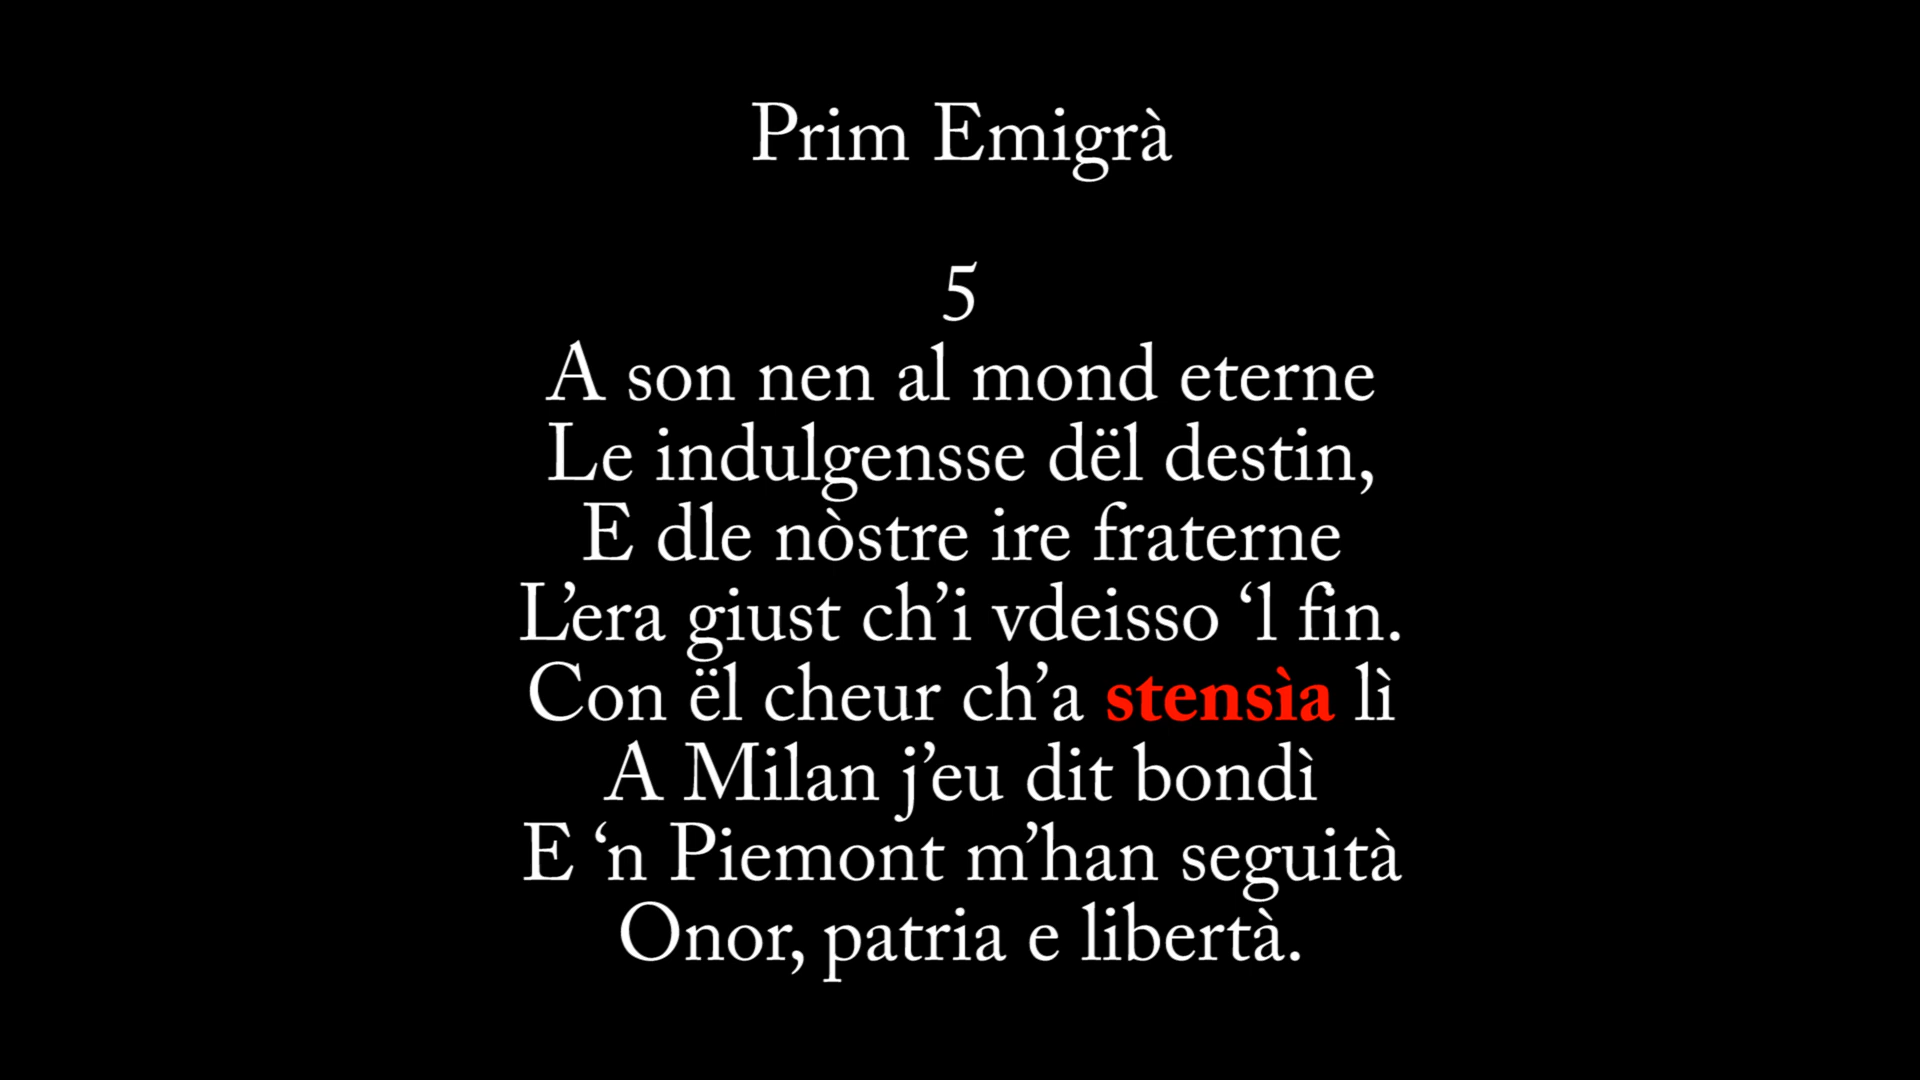 Prim Emigrà
5
A son nen al mond eterne
Le indulgensse dël destin,
E dle nòstre ire fraterne
L’era giust ch’i vdeisso ‘l fin.
Con ël cheur ch’a stensìa lì
A Milan j’eu dit bondì
E ‘n Piemont m’han seguità
Onor, patria e libertà.